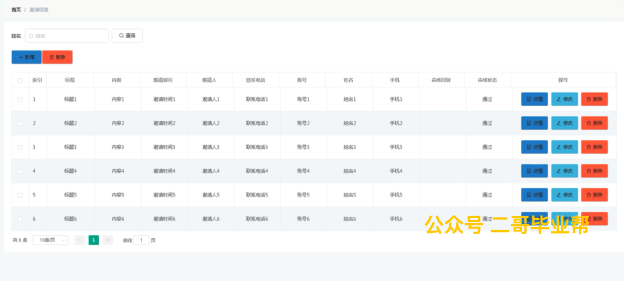 首页 / 邀请信息
姓名 姓名 查询
+ 新增 删除
索引 标题 内容 邀请时间 邀请人 联系电话 账号 姓名 手机 审核回复 审核状态 操作
1 标题1 内容1 邀请时间1 邀请人1 联系电话1 账号1 姓名1 手机1 通过 详情 修改 删除
2 标题2 内容2 邀请时间2 邀请人2 联系电话2 账号2 姓名2 手机2 通过 详情 修改 删除
3 标题3 内容3 邀请时间3 邀请人3 联系电话3 账号3 姓名3 手机3 通过 详情 修改 删除
4 标题4 内容4 邀请时间4 邀请人4 联系电话4 账号4 姓名4 手机4 通过 详情 修改 删除
5 标题5 内容5 邀请时间5 邀请人5 联系电话5 账号5 姓名5 手机5 通过 详情 修改 删除
6 标题6 内容6 邀请时间6 邀请人6 联系电话6 账号6 姓名6 手机6 通过 详情 修改 删除
公众号 二哥毕业帮
共 6 条 10条/页 1 前往 1 页